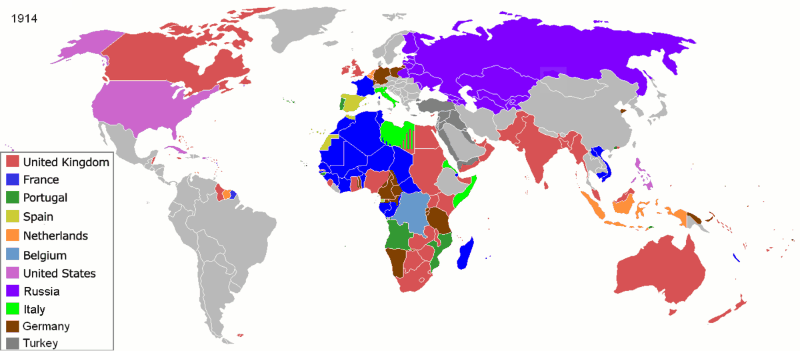 1914
United Kingdom
France
Portugal
Spain
Netherlands
Belgium
United States
Russia
Italy
Germany
Turkey